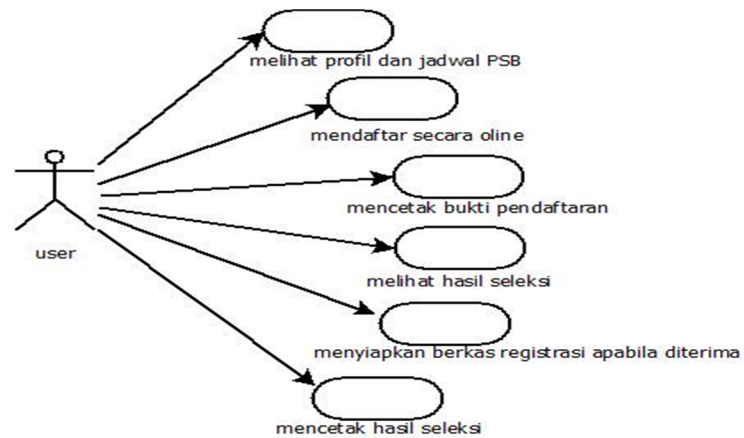 melihat profil dan jadwal PSB
mendaftar secara oline
mencetak bukti pendaftaran
user
melihat hasil seleksi
menyiapkan berkas registrasi apabila diterima
mencetak hasil seleksi